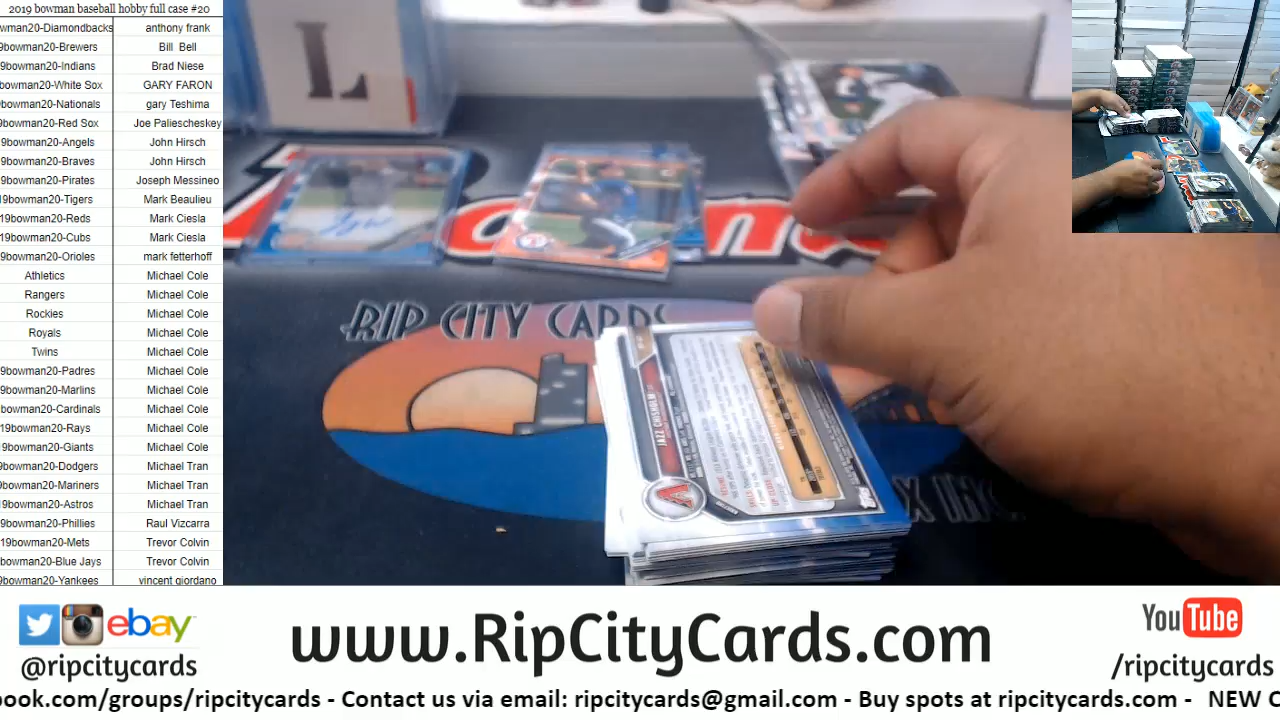 2019 bowman baseball hobby full case #20
wman20-Diamondbacks anthony frank
9bowman20-Brewers Bill Bell
9bowman20-Indians Brad Niese
bowman20-White Sox GARY FARON
bowman20-Nationals gary Teshima
bowman20-Red Sox Joe Paliescheskey
9bowman20-Angels John Hirsch
9bowman20-Braves John Hirsch
9bowman20-Pirates Joseph Messineo
9bowman20-Tigers Mark Beaulieu
19bowman20-Reds Mark Ciesla
19bowman20-Cubs Mark Ciesla
9bowman20-Orioles mark fetterhoff
Athletics Michael Cole
Rangers Michael Cole
Rockies Michael Cole
Royals Michael Cole
Twins Michael Cole
9bowman20-Padres Michael Cole
9bowman20-Marlins Michael Cole
bowman20-Cardinals Michael Cole
19bowman20-Rays Michael Cole
9bowman20-Giants Michael Cole
9bowman20-Dodgers Michael Tran
bowman20-Mariners Michael Tran
9bowman20-Astros Michael Tran
9bowman20-Phillies Raul Vizcarra
19bowman20-Mets Trevor Colvin
bowman20-Blue Jays Trevor Colvin
9bowman20-Yankees vincent giordano
L
RIP CITY CARDS
JAZZ CHISHOLM
Topps
ebay
@ripcitycards
www.RipCityCards.com
YouTube
/ripcitycards
book.com/groups/ripcitycards - Contact us via email: ripcitycards@gmail.com - Buy spots at ripcitycards.com - NEW C